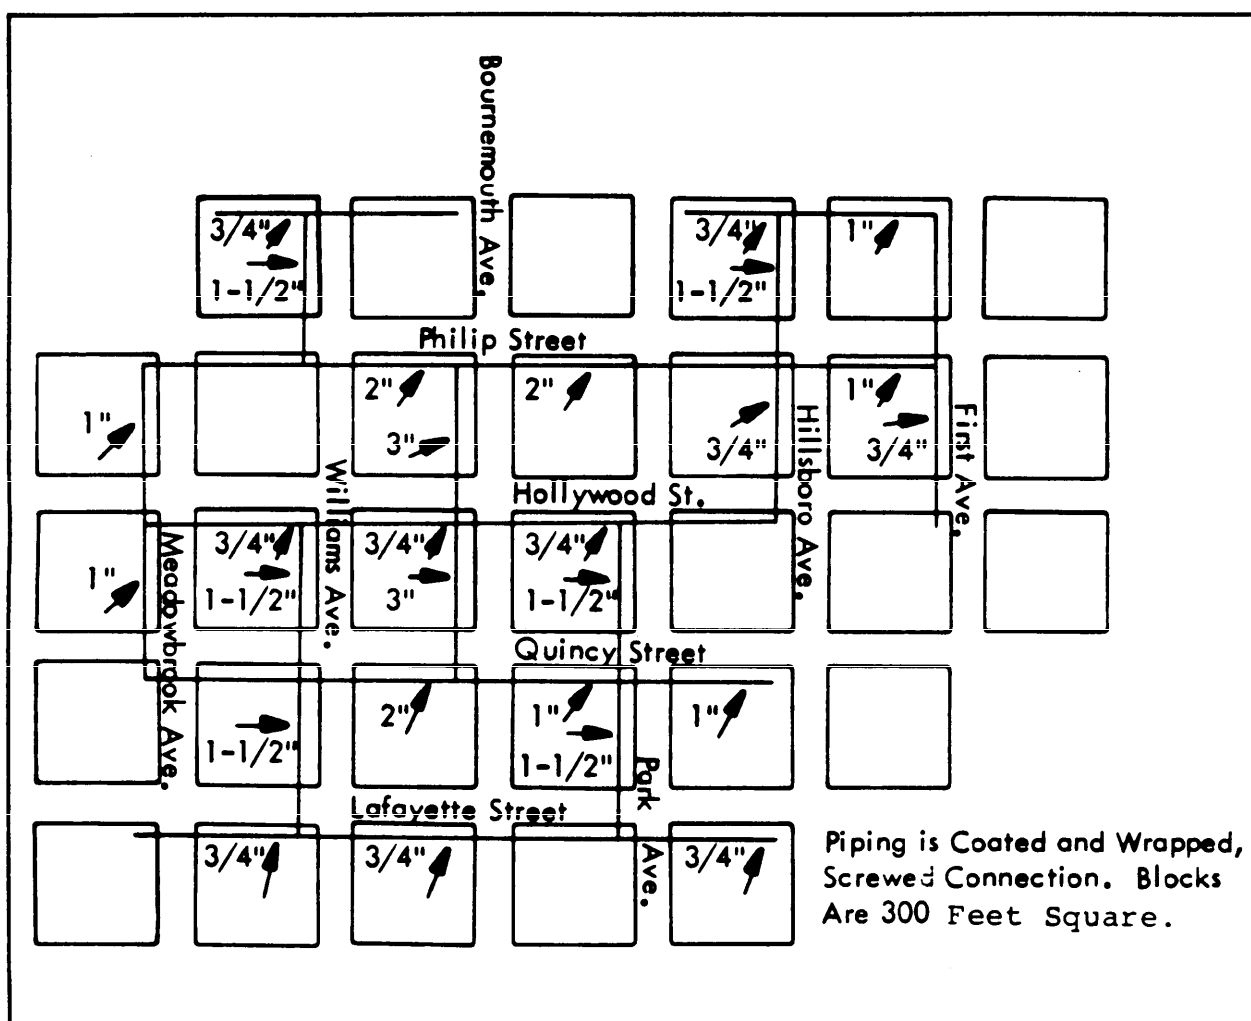 Bournemouth Ave.
3/4"
1-1/2"
3/4"
1-1/2"
1"
Philip Street
1"
2"
3"
2"
3/4"
Hillsboro Ave.
1"
3/4"
First Ave.
Hollywood St.
1"
Meadowbrook Ave.
3/4"
1-1/2"
Williams Ave.
3/4"
3"
3/4"
1-1/2"
Quincy Street
1-1/2"
2"
1"
1-1/2"
1"
Park Ave.
Lafayette Street
3/4"
3/4"
3/4"
Piping is Coated and Wrapped,
Screwed Connection. Blocks
Are 300 Feet Square.